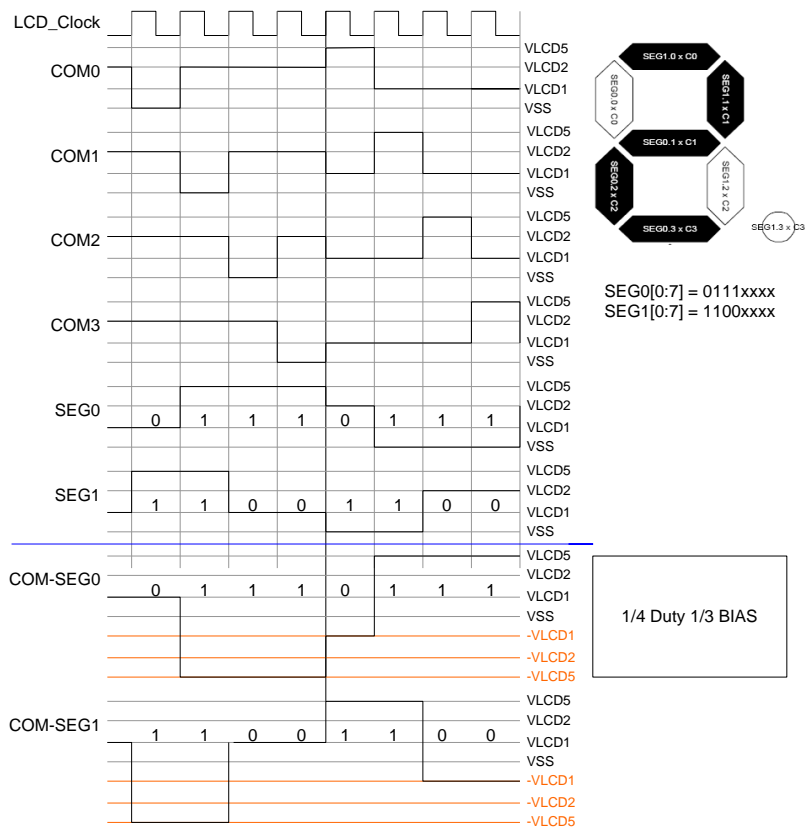 LCD_Clock
COM0
VLCD5
VLCD2
VLCD1
VSS
COM1
VLCD5
VLCD2
VLCD1
VSS
COM2
VLCD5
VLCD2
VLCD1
VSS
COM3
VLCD5
VLCD2
VLCD1
VSS
SEG0
0 1 1 1 0 1 1 1
VLCD5
VLCD2
VLCD1
VSS
SEG1
1 1 0 0 1 1 0 0
VLCD5
VLCD2
VLCD1
VSS
COM-SEG0
0 1 1 1 0 1 1 1
VLCD5
VLCD2
VLCD1
VSS
-VLCD1
-VLCD2
-VLCD5
COM-SEG1
1 1 0 0 1 1 0 0
VLCD5
VLCD2
VLCD1
VSS
-VLCD1
-VLCD2
-VLCD5
SEG1.0 x C0
SEG0.0 x C0
SEG1.1 x C1
SEG0.1 x C1
SEG0.2 x C2
SEG1.2 x C2
SEG0.3 x C3
SEG1.3 x C3
SEG0[0:7] = 0111xxxx
SEG1[0:7] = 1100xxxx
1/4 Duty 1/3 BIAS